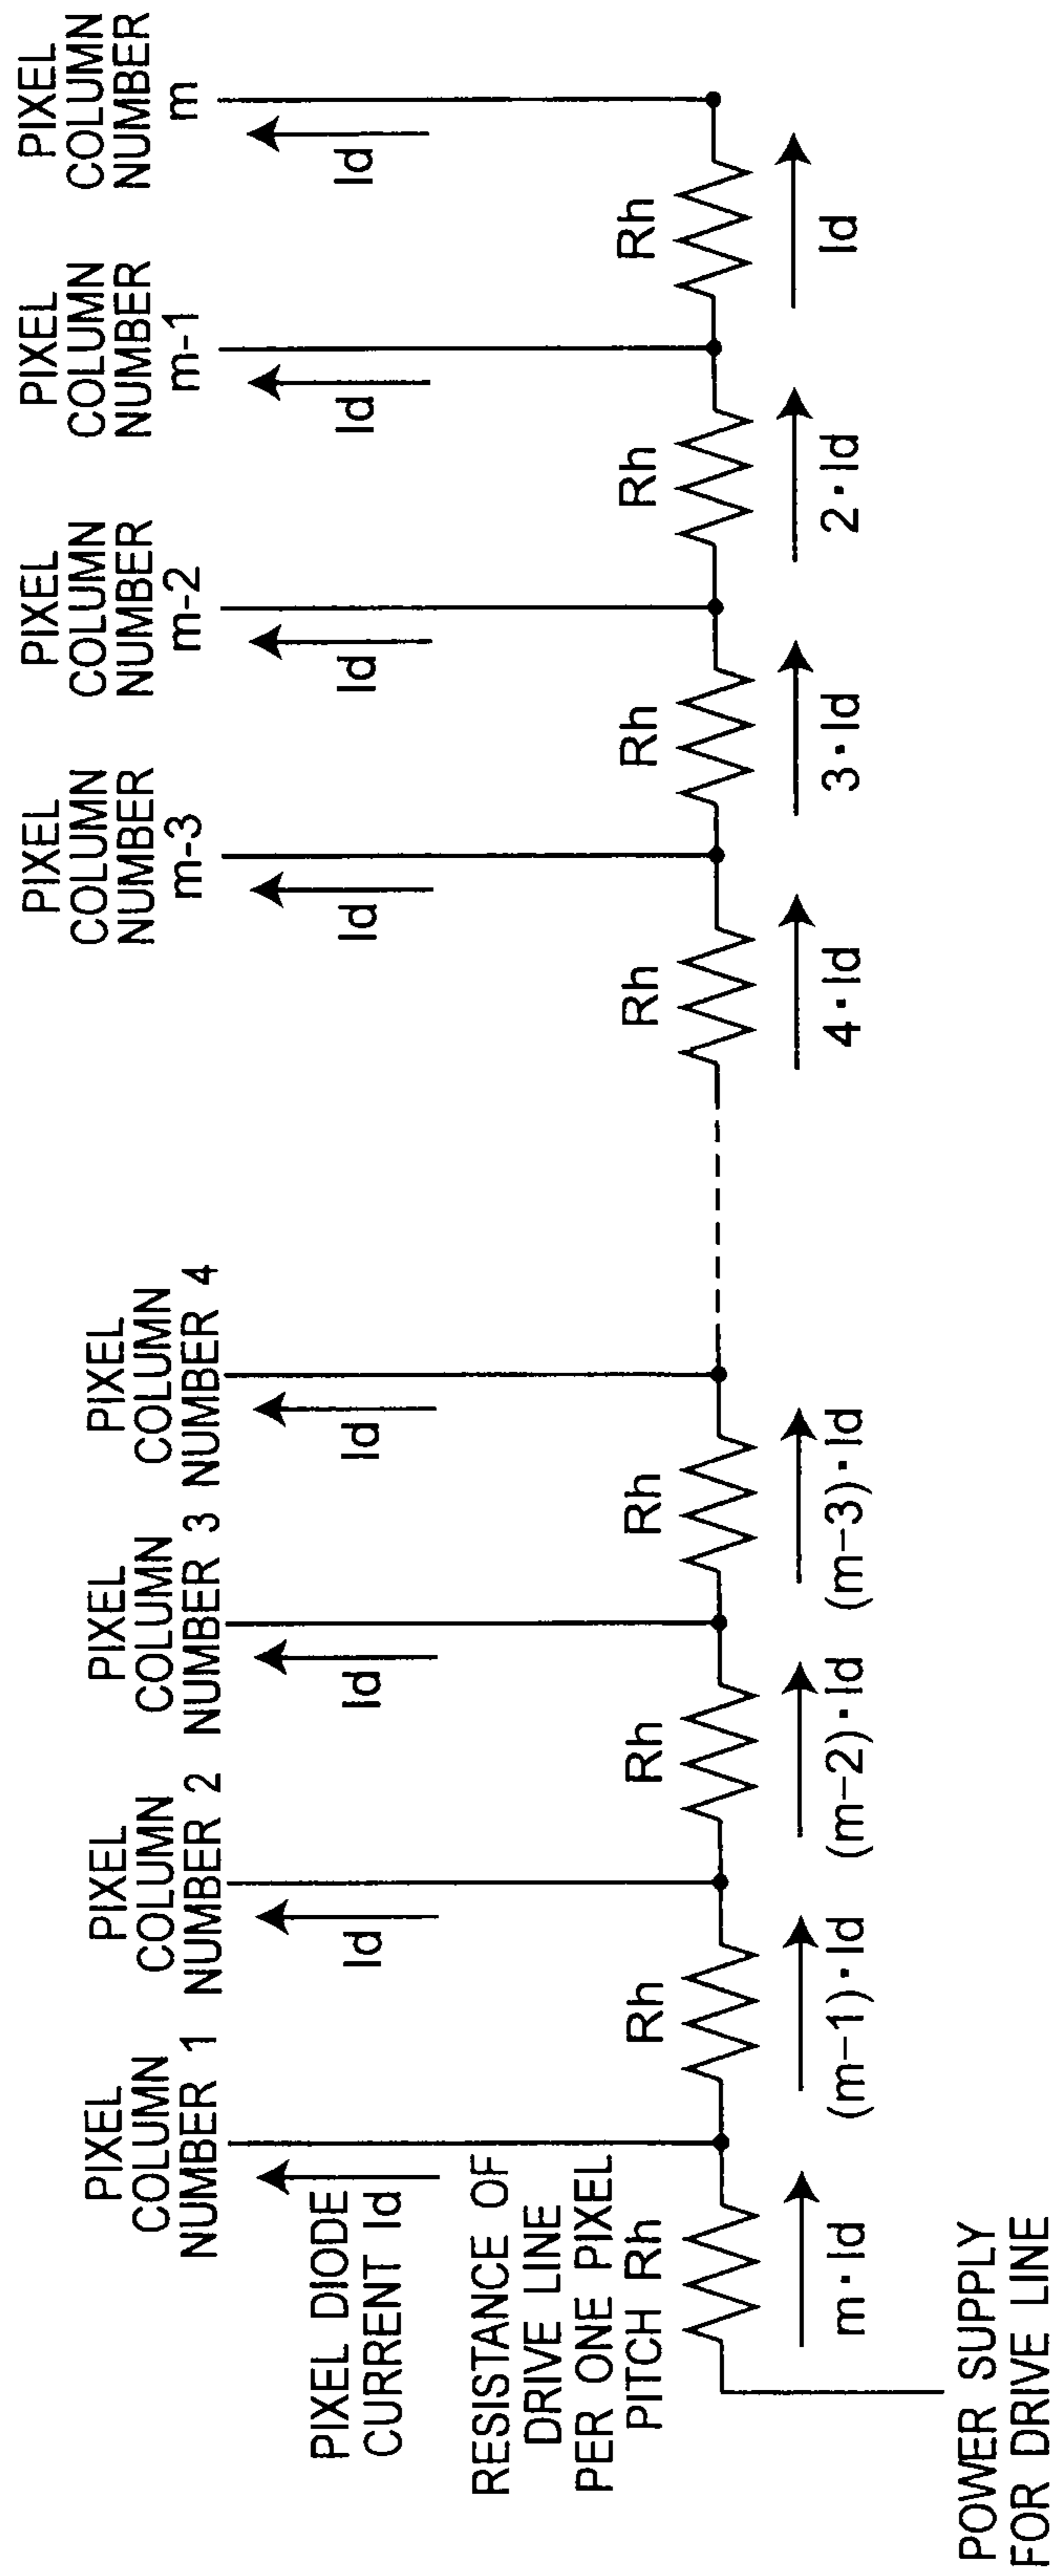 PIXEL
COLUMN
NUMBER 1
PIXEL
COLUMN
NUMBER 2
PIXEL
COLUMN
NUMBER 3
PIXEL
COLUMN
NUMBER 4
PIXEL
COLUMN
NUMBER
m-3
PIXEL
COLUMN
NUMBER
m-2
PIXEL
COLUMN
NUMBER
m-1
PIXEL
COLUMN
NUMBER
m
PIXEL DIODE
CURRENT Id
Id
Id
Id
Id
Id
Id
Id
RESISTANCE OF
DRIVE LINE
PER ONE PIXEL
PITCH Rh
Rh
Rh
Rh
Rh
Rh
Rh
Rh
m·Id
(m-1)·Id
(m-2)·Id
(m-3)·Id
4·Id
3·Id
2·Id
Id
POWER SUPPLY
FOR DRIVE LINE